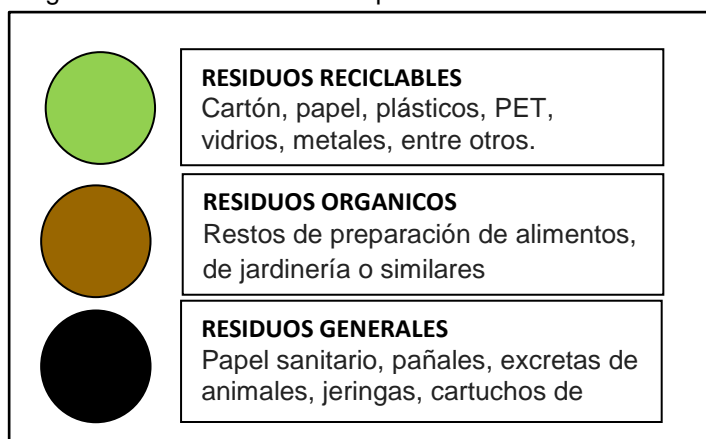 RESIDUOS RECICLABLES
Cartón, papel, plásticos, PET,
vidrios, metales, entre otros.
RESIDUOS ORGANICOS
Restos de preparación de alimentos,
de jardinería o similares
RESIDUOS GENERALES
Papel sanitario, pañales, excretas de
animales, jeringas, cartuchos de